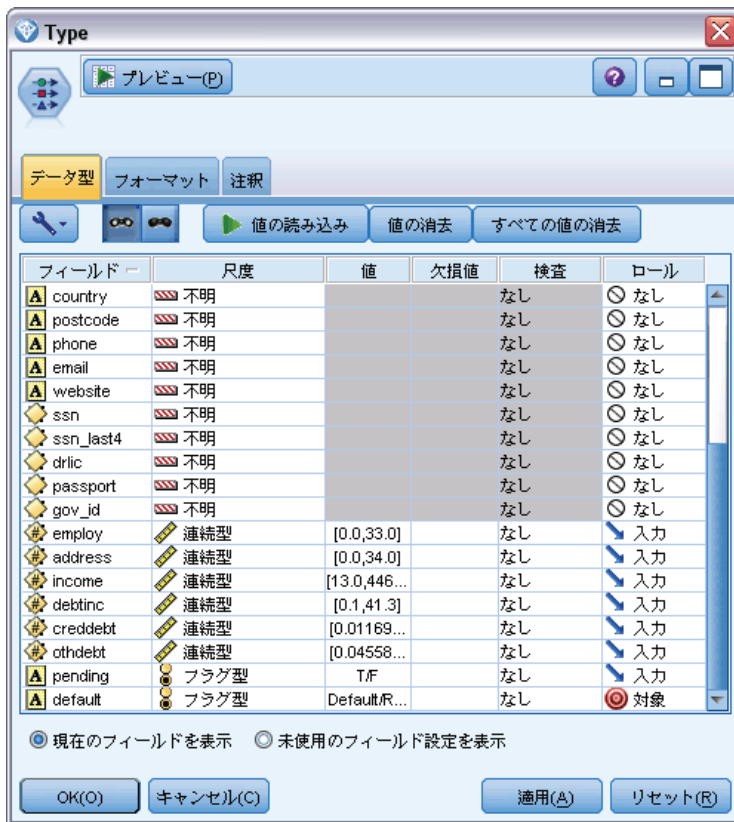 Type
プレビュー(P)
データ型 フォーマット 注釈
値の読み込み 値の消去 すべての値の消去
フィールド 尺度 値 欠損値 検査 ロール
A country 不明 なし なし
A postcode 不明 なし なし
A phone 不明 なし なし
A email 不明 なし なし
A website 不明 なし なし
ssn 不明 なし なし
ssn_last4 不明 なし なし
drlic 不明 なし なし
passport 不明 なし なし
gov_id 不明 なし なし
# employ 連続型 [0.0,33.0] なし 入力
# address 連続型 [0.0,34.0] なし 入力
# income 連続型 [13.0,446... なし 入力
# debtinc 連続型 [0.1,41.3] なし 入力
# creddebt 連続型 [0.01169... なし 入力
# othdebt 連続型 [0.04558... なし 入力
A pending フラグ型 T/F なし 入力
A default フラグ型 Default/R... なし 対象
現在のフィールドを表示 未使用のフィールド設定を表示
OK(O) キャンセル(C) 適用(A) リセット(R)